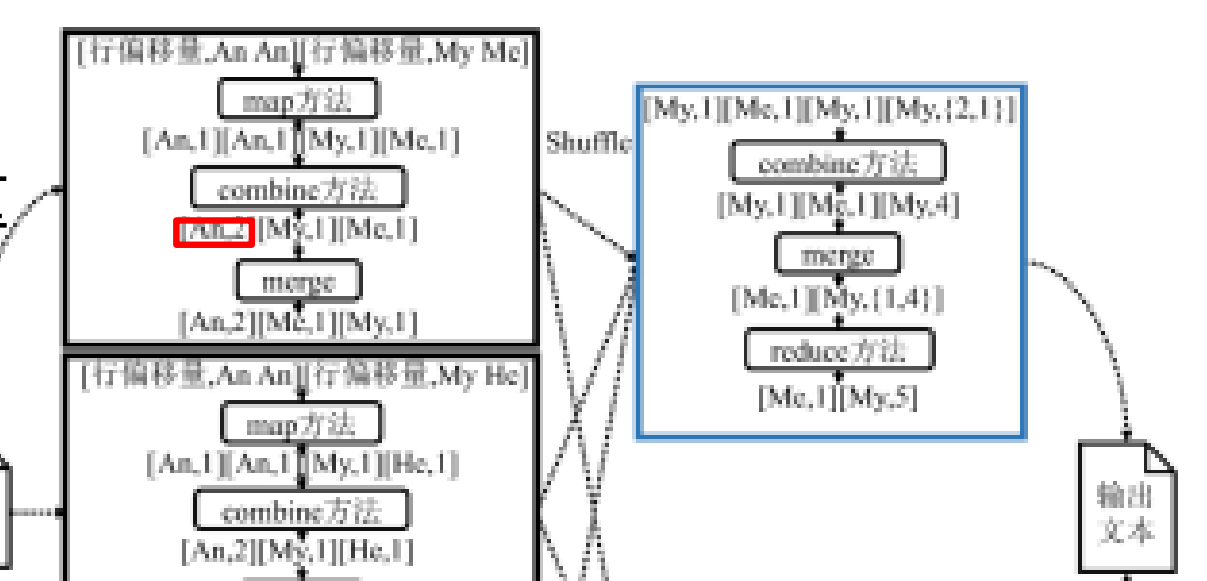 [行偏移量,An An][行偏移量,My Me]
map方法
[An,1][An,1][My,1][Me,1]
combine方法
[An,2][My,1][Me,1]
merge
[An,2][Me,1][My,1]
[行偏移量,An An][行偏移量,My He]
map方法
[An,1][An,1][My,1][He,1]
combine方法
[An,2][My,1][He,1]
Shuffle
[My,1][Me,1][My,1][My,{2,1}]
combine方法
[My,1][Me,1][My,4]
merge
[Me,1][My,{1,4}]
reduce方法
[Me,1][My,5]
输出
文本